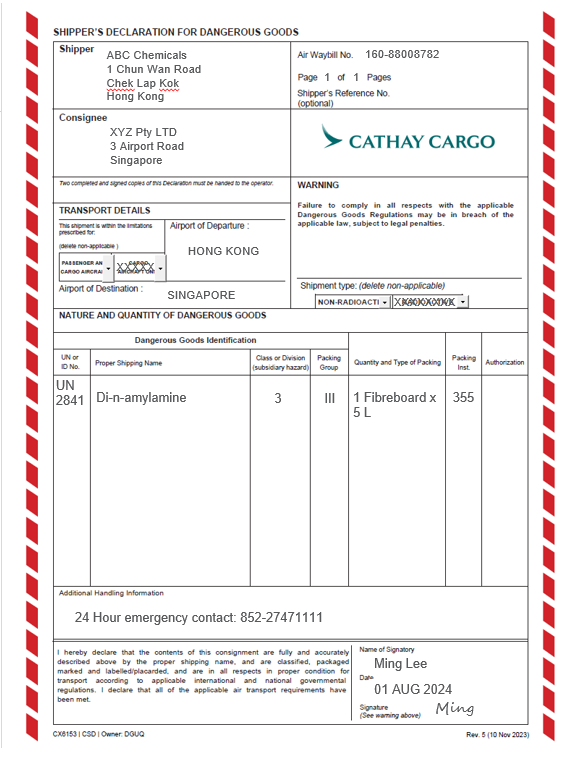 SHIPPER'S DECLARATION FOR DANGEROUS GOODS
Shipper
ABC Chemicals
1 Chun Wan Road
Chek Lap Kok
Hong Kong
Air Waybill No. 160-88008782
Page 1 of 1 Pages
Shipper's Reference No.
(optional)
Consignee
XYZ Pty LTD
3 Airport Road
Singapore
CATHAY CARGO
Two completed and signed copies of this Declaration must be handed to the operator.
WARNING
Failure to comply in all respects with the applicable
Dangerous Goods Regulations may be in breach of the
applicable law, subject to legal penalties.
TRANSPORT DETAILS
This shipment is within the limitations
prescribed for:
(delete non-applicable )
PASSENGER AN
CARGO AIRCRAI
XXXXX
Airport of Departure :
HONG KONG
Airport of Destination :
SINGAPORE
Shipment type: (delete non-applicable)
NON-RADIOACTI
NATURE AND QUANTITY OF DANGEROUS GOODS
Dangerous Goods Identification
UN or
ID No.
Proper Shipping Name
Class or Division
(subsidiary hazard)
Packing
Group
Quantity and Type of Packing
Packing
Inst.
Authorization
UN
2841
Di-n-amylamine
3
III
1 Fibreboard x
5 L
355
Additional Handling Information
24 Hour emergency contact: 852-27471111
I hereby declare that the contents of this consignment are fully and accurately
described above by the proper shipping name, and are classified, packaged
marked and labelled/placarded, and are in all respects in proper condition for
transport according to applicable international and national governmental
regulations. I declare that all of the applicable air transport requirements have
been met.
Name of Signatory
Ming Lee
Date
01 AUG 2024
Signature
(See warning above)
Ming
CX6153 | CSD | Owner: DGUQ
Rev. 5 (10 Nov 2023)